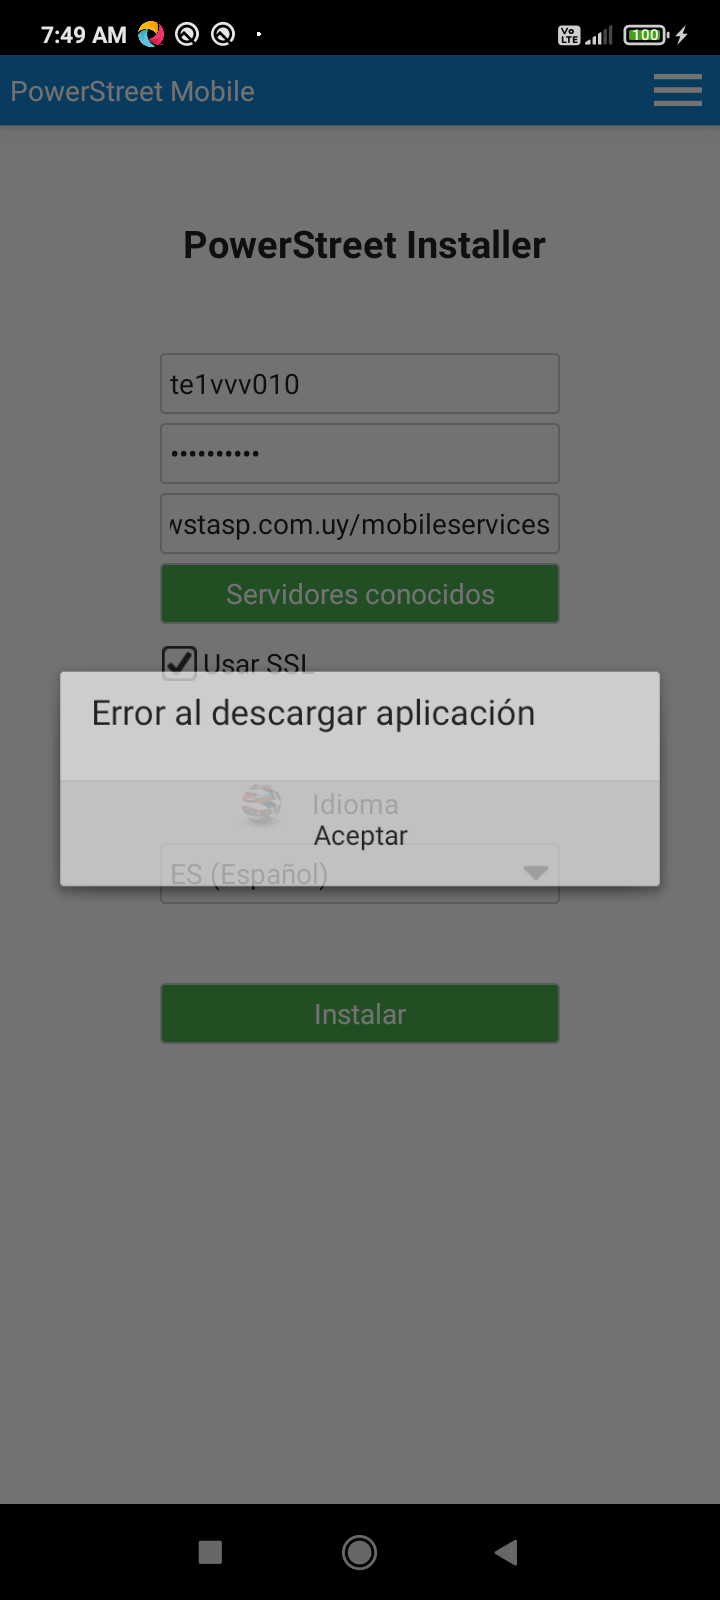 7:49 AM
Vo LTE
100
PowerStreet Mobile
PowerStreet Installer
te1vvv010
••••••••••
wstasp.com.uy/mobileservices
Servidores conocidos
Usar SSL
Error al descargar aplicación
Idioma
Aceptar
ES (Español)
Instalar